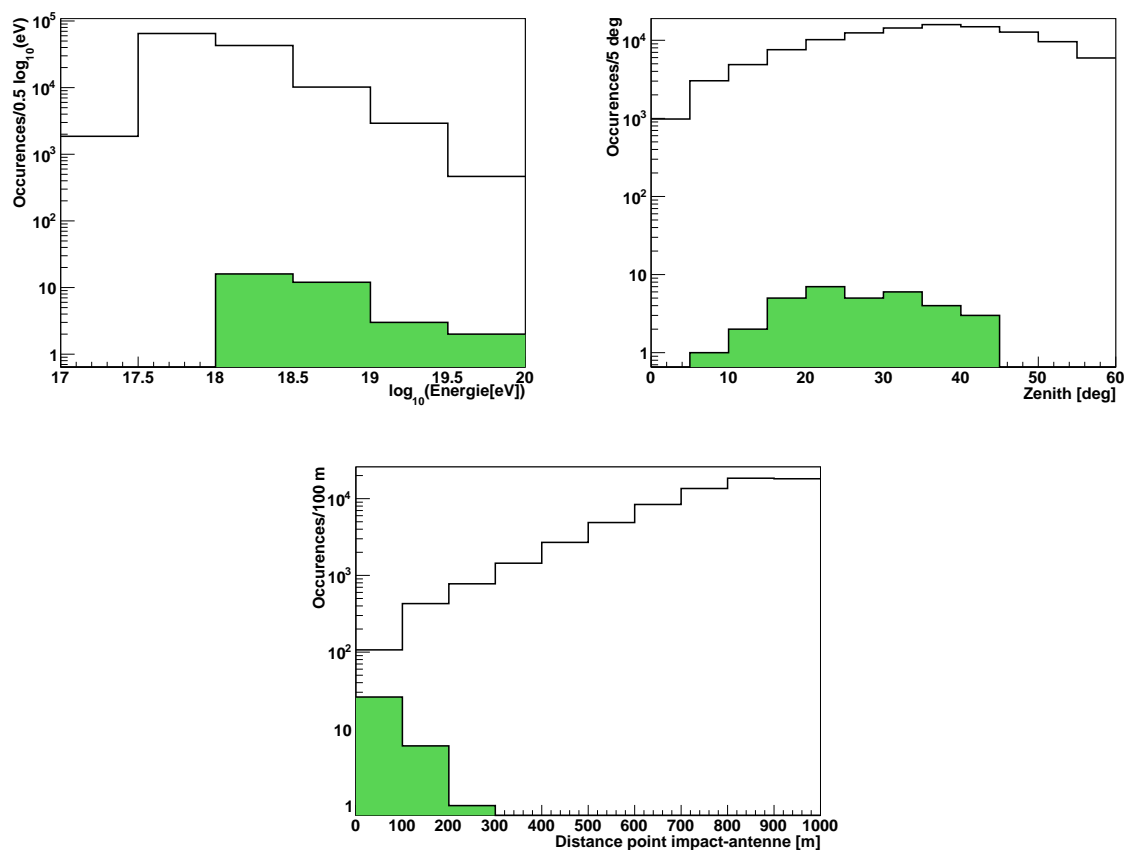 Occurences/0.5 log10(eV)
10^5
10^4
10^3
10^2
10
1
17 17.5 18 18.5 19 19.5 20
log10(Energie[eV])
Occurences/5 deg
10^4
10^3
10^2
10
1
0 10 20 30 40 50 60
Zenith [deg]
Occurences/100 m
10^4
10^3
10^2
10
1
0 100 200 300 400 500 600 700 800 900 1000
Distance point impact-antenne [m]